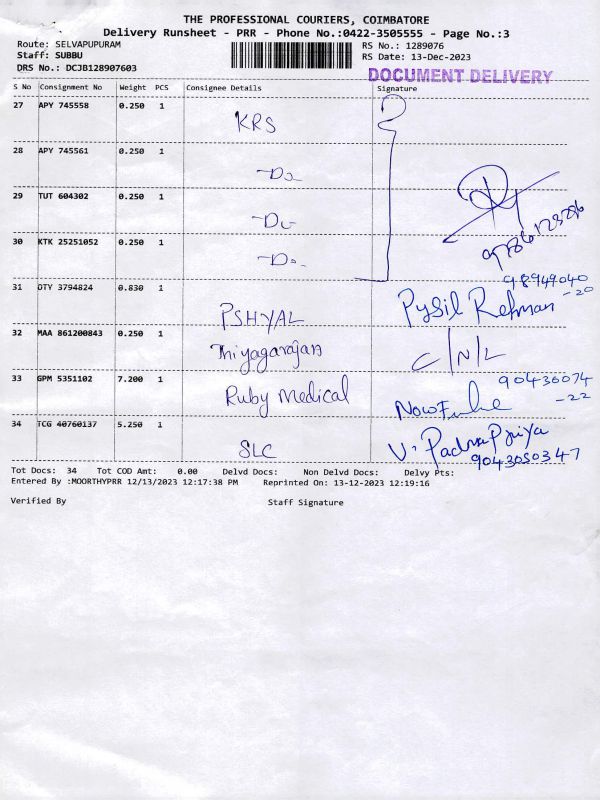 THE PROFESSIONAL COURIERS, COIMBATORE
Delivery Runsheet - PRR - Phone No.:0422-3505555 - Page No.:3
Route: SELVAPUPURAM RS No.: 1289076
Staff: SUBBU RS Date: 13-Dec-2023
DRS No.: DCJB128907603
DOCUMENT DELIVERY
S No Consignment No Weight PCS Consignee Details Signature
27 APY 745558 0.250 1 KRS
28 APY 745561 0.250 1 -Do-
29 TUT 604302 0.250 1 -Do-
30 KTK 25251052 0.250 1 -Do-
31 OTY 3794824 0.830 1 PSHYAL 98949040
Rehman -20
32 MAA 861200843 0.250 1 Thiyagarajan C/N/L
33 GPM 5351102 7.200 1 Ruby Medical 90430074
-22
34 TCG 40760137 5.250 1 SLC V. PadmaPriya
9043050347
Tot Docs: 34 Tot COD Amt: 0.00 Delvd Docs: Non Delvd Docs: Delvy Pts:
Entered By :MOORTHYPRR 12/13/2023 12:17:38 PM Reprinted On: 13-12-2023 12:19:16
Verified By Staff Signature